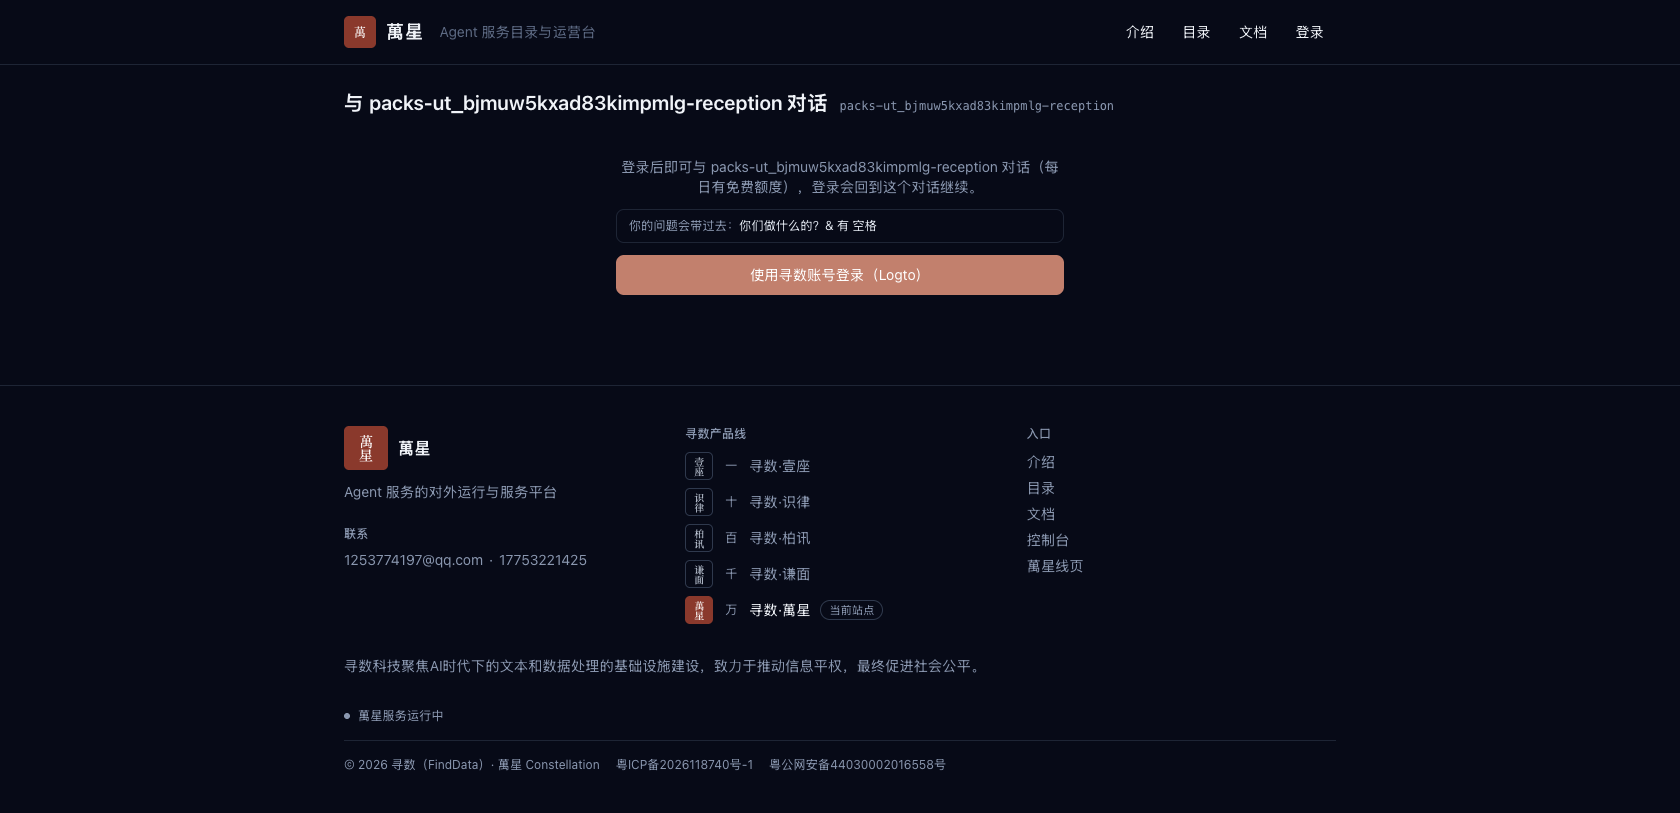 萬 萬星 Agent 服务目录与运营台 介绍 目录 文档 登录
与 packs-ut_bjmuw5kxad83kimpmlg-reception 对话 packs-ut_bjmuw5kxad83kimpmlg-reception
登录后即可与 packs-ut_bjmuw5kxad83kimpmlg-reception 对话（每
日有免费额度），登录会回到这个对话继续。
你的问题会带过去：你们做什么的？& 有 空格
使用寻数账号登录（Logto）
萬星 萬星
Agent 服务的对外运行与服务平台
联系
1253774197@qq.com · 17753221425
寻数产品线
壹座 一 寻数·壹座
识律 十 寻数·识律
柏讯 百 寻数·柏讯
谦面 千 寻数·谦面
萬星 万 寻数·萬星 当前站点
入口
介绍
目录
文档
控制台
萬星线页
寻数科技聚焦AI时代下的文本和数据处理的基础设施建设，致力于推动信息平权，最终促进社会公平。
萬星服务运行中
© 2026 寻数（FindData）· 萬星 Constellation 粤ICP备2026118740号-1 粤公网安备44030002016558号